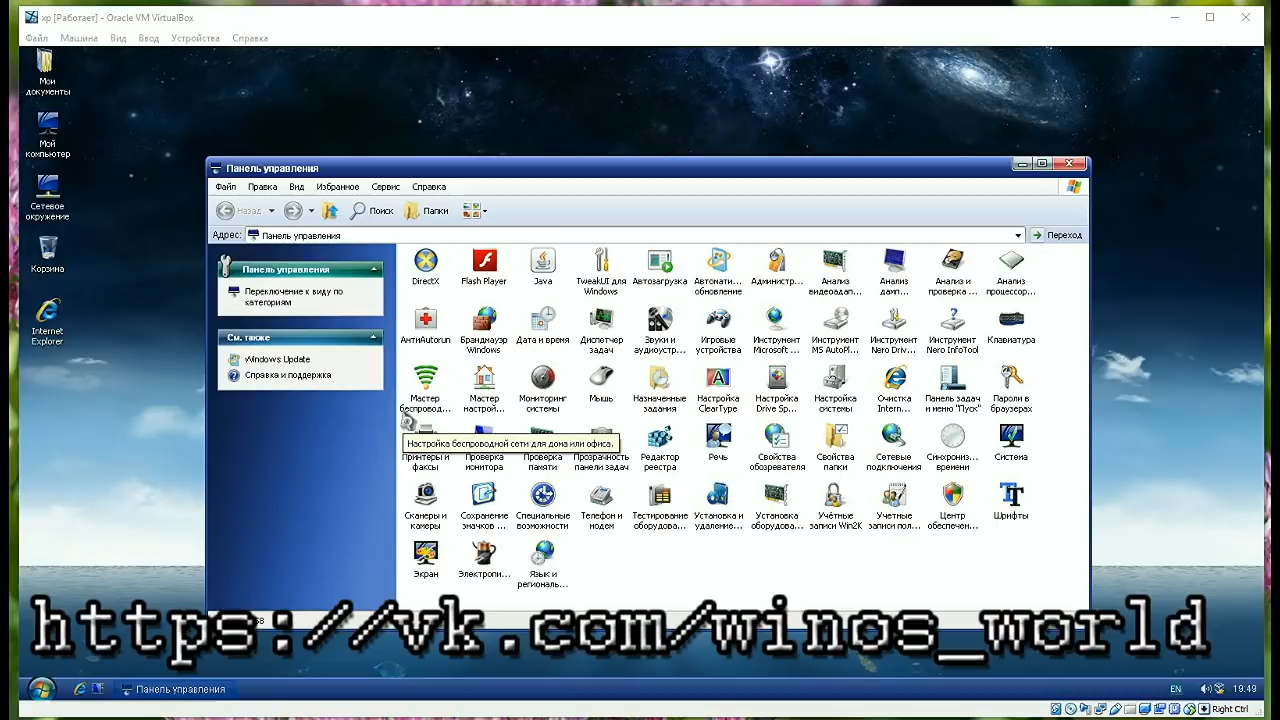 xp [Работает] - Oracle VM VirtualBox
Файл Машина Вид Ввод Устройства Справка
Мои документы
Мой компьютер
Сетевое окружение
Корзина
Internet Explorer
Панель управления
Файл Правка Вид Избранное Сервис Справка
Назад Поиск Папки
Адрес: Панель управления Переход
Панель управления
Переключение к виду по
категориям
См. также
Windows Update
Справка и поддержка
DirectX Flash Player Java TweakUI для Windows Автозагрузка Автомати... обновление Администр... Анализ видеоадап... Анализ дамп... Анализ и проверка ... Анализ процессор...
АнтиAutorun Брандмауэр Windows Дата и время Диспетчер задач Звуки и аудиоустр... Игровые устройства Инструмент Microsoft ... Инструмент MS AutoPl... Инструмент Nero Driv... Инструмент Nero InfoTool Клавиатура
Мастер беспровод... Мастер настрой... Мониторинг системы Мышь Назначенные задания Настройка ClearType Настройка Drive Sp... Настройка системы Очистка Intern... Панель задач и меню "Пуск" Пароли в браузерах
Настройка беспроводной сети для дома или офиса.
Принтеры и факсы Проверка монитора Проверка памяти Прозрачность панели задач Редактор реестра Речь Свойства обозревателя Свойства папки Сетевые подключения Синхрониз... времени Система
Сканеры и камеры Сохранение значков ... Специальные возможности Телефон и модем Тестирование оборудова... Установка и удаление... Установка оборудова... Учётные записи Win2K Учетные записи пол... Центр обеспечен... Шрифты
Экран Электропи... Язык и региональ...
https://vk.com/winos_world
Панель управления
EN 19:49
Right Ctrl